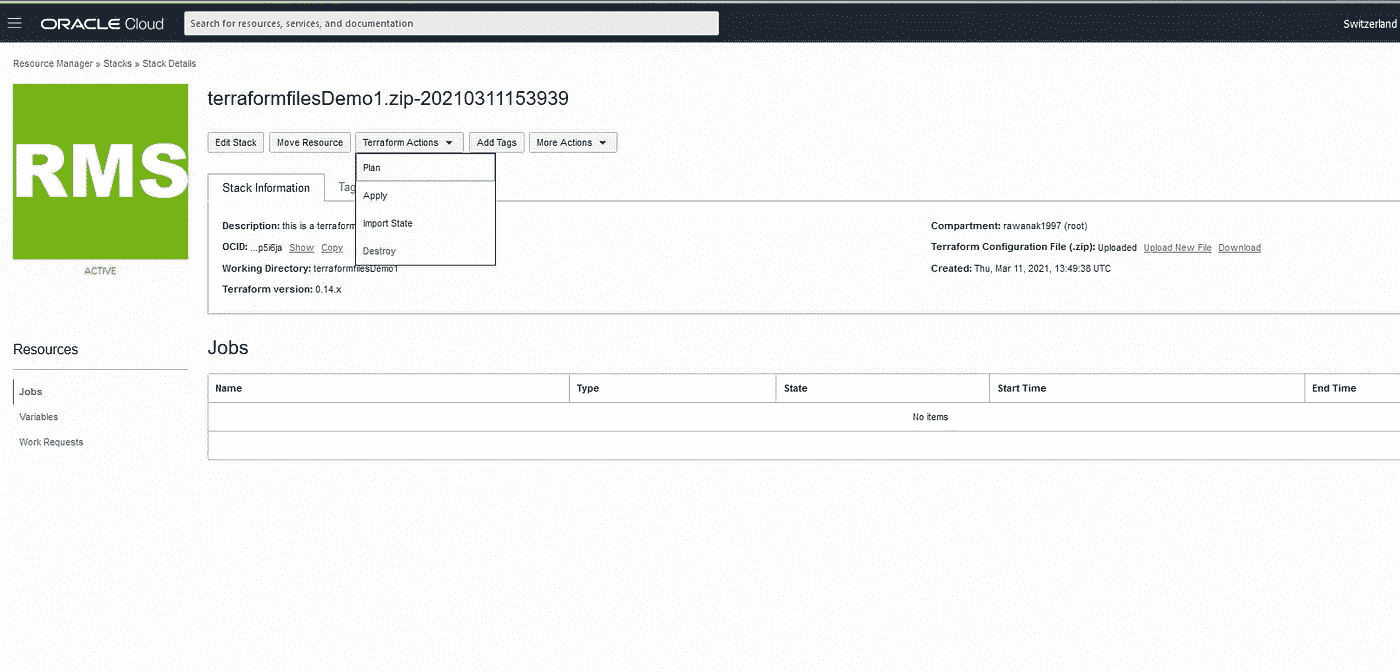 ORACLE Cloud
Search for resources, services, and documentation
Switzerland
Resource Manager » Stacks » Stack Details
RMS
ACTIVE
terraformfilesDemo1.zip-20210311153939
Edit Stack Move Resource Terraform Actions Add Tags More Actions
Plan
Apply
Import State
Destroy
Stack Information Tag
Description: this is a terraform
OCID: ...p5i6ja Show Copy
Working Directory: terraformfilesDemo1
Terraform version: 0.14.x
Compartment: rawanak1997 (root)
Terraform Configuration File (.zip): Uploaded Upload New File Download
Created: Thu, Mar 11, 2021, 13:49:38 UTC
Resources
Jobs
Variables
Work Requests
Jobs
Name Type State Start Time End Time
No items